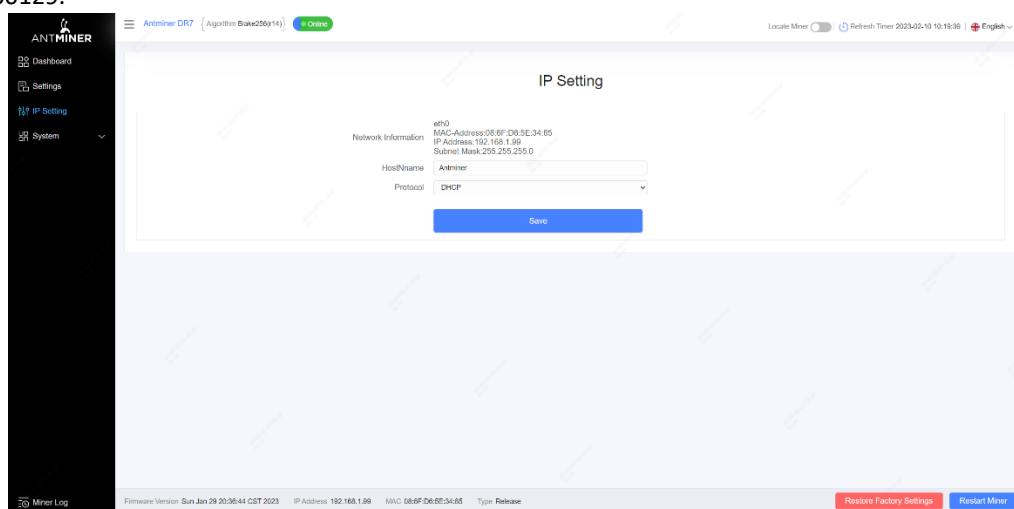 ANTMINER
Antminer DR7 { Algorithm Blake256(r14)} Online
Locate Miner Refresh Timer 2023-02-10 10:18:39 English
Dashboard
Settings
IP Setting
System
IP Setting
Network Information
eth0
MAC-Address:08:6F:D6:5E:34:65
IP Address:192.168.1.99
Subnet Mask:255.255.255.0
HostNname Antminer
Protocol DHCP
Save
Miner Log
Firmware Version Sun Jan 29 20:36:44 CST 2023 IP Address 192.168.1.99 MAC 08:6F:D6:5E:34:65 Type Release
Restore Factory Settings Restart Miner